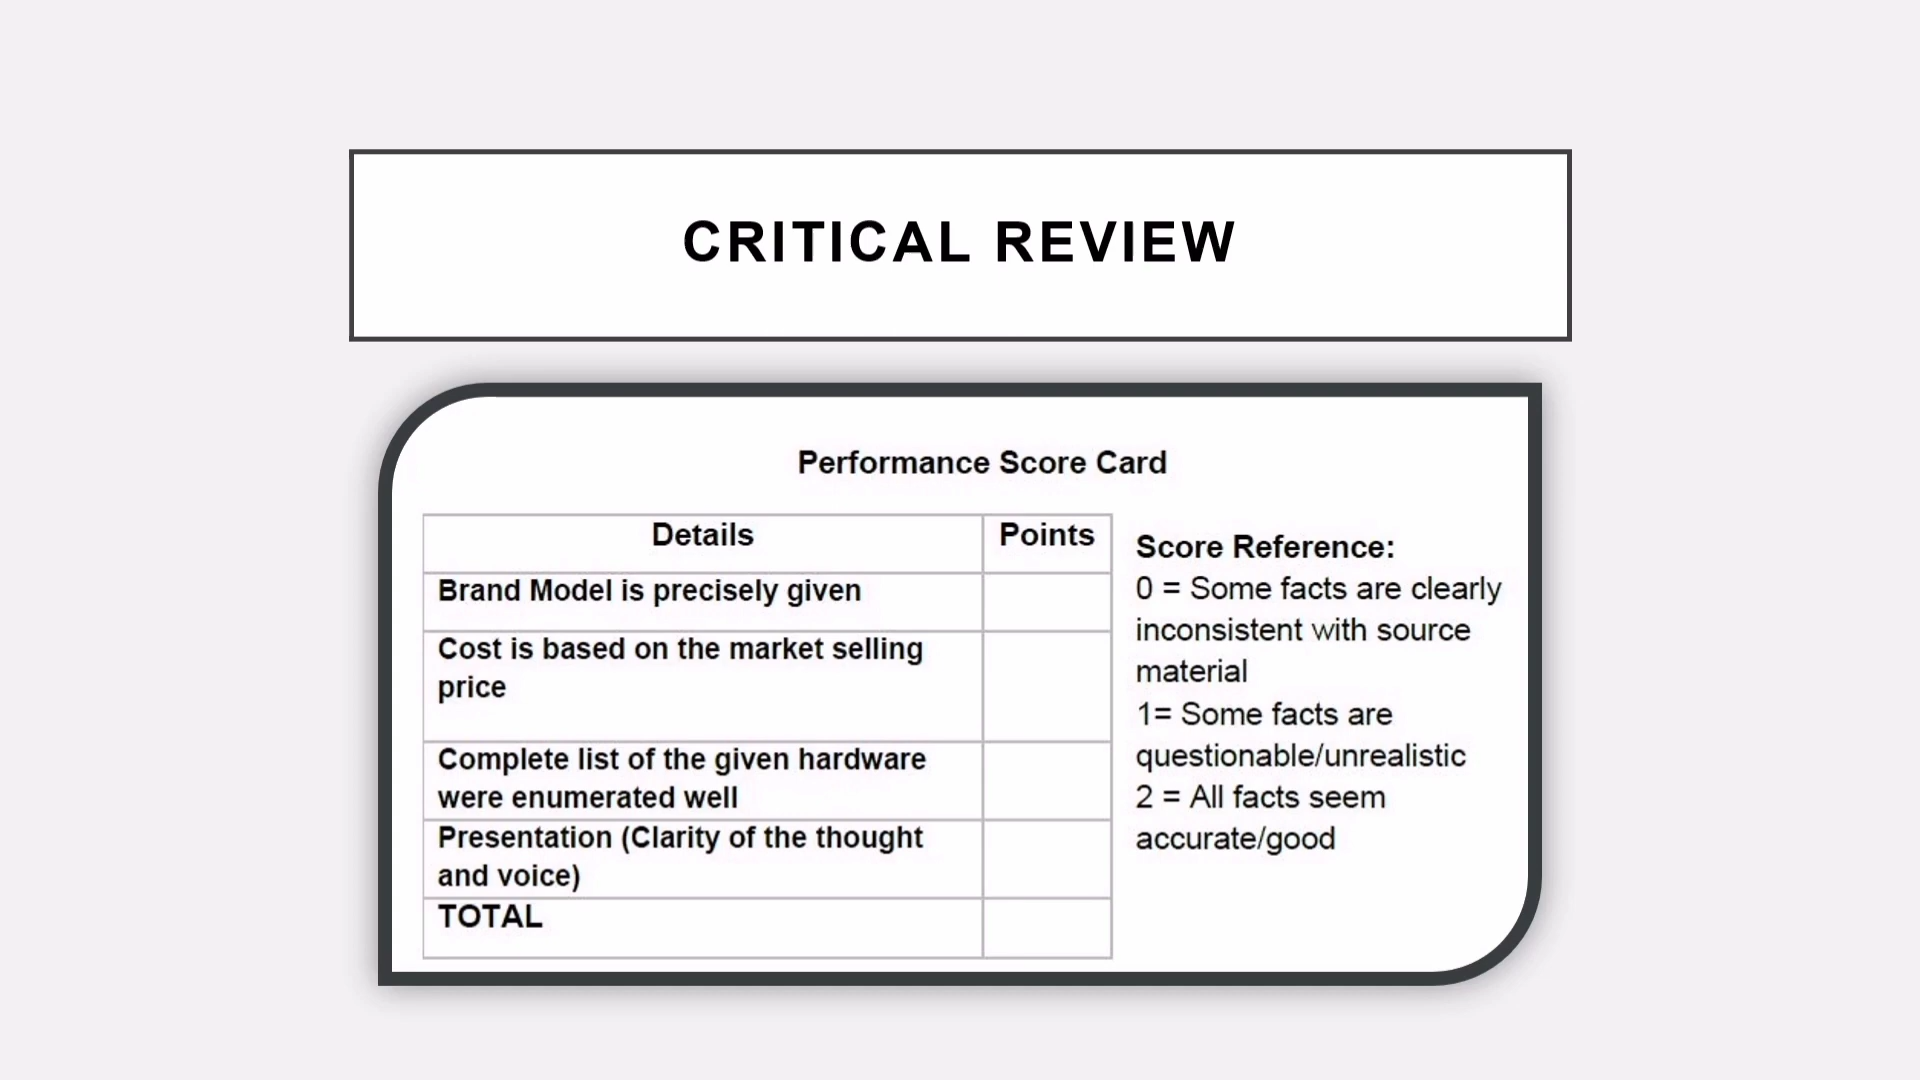 CRITICAL REVIEW
Performance Score Card
Details Points
Brand Model is precisely given
Cost is based on the market selling
price
Complete list of the given hardware
were enumerated well
Presentation (Clarity of the thought
and voice)
TOTAL
Score Reference:
0 = Some facts are clearly
inconsistent with source
material
1= Some facts are
questionable/unrealistic
2 = All facts seem
accurate/good